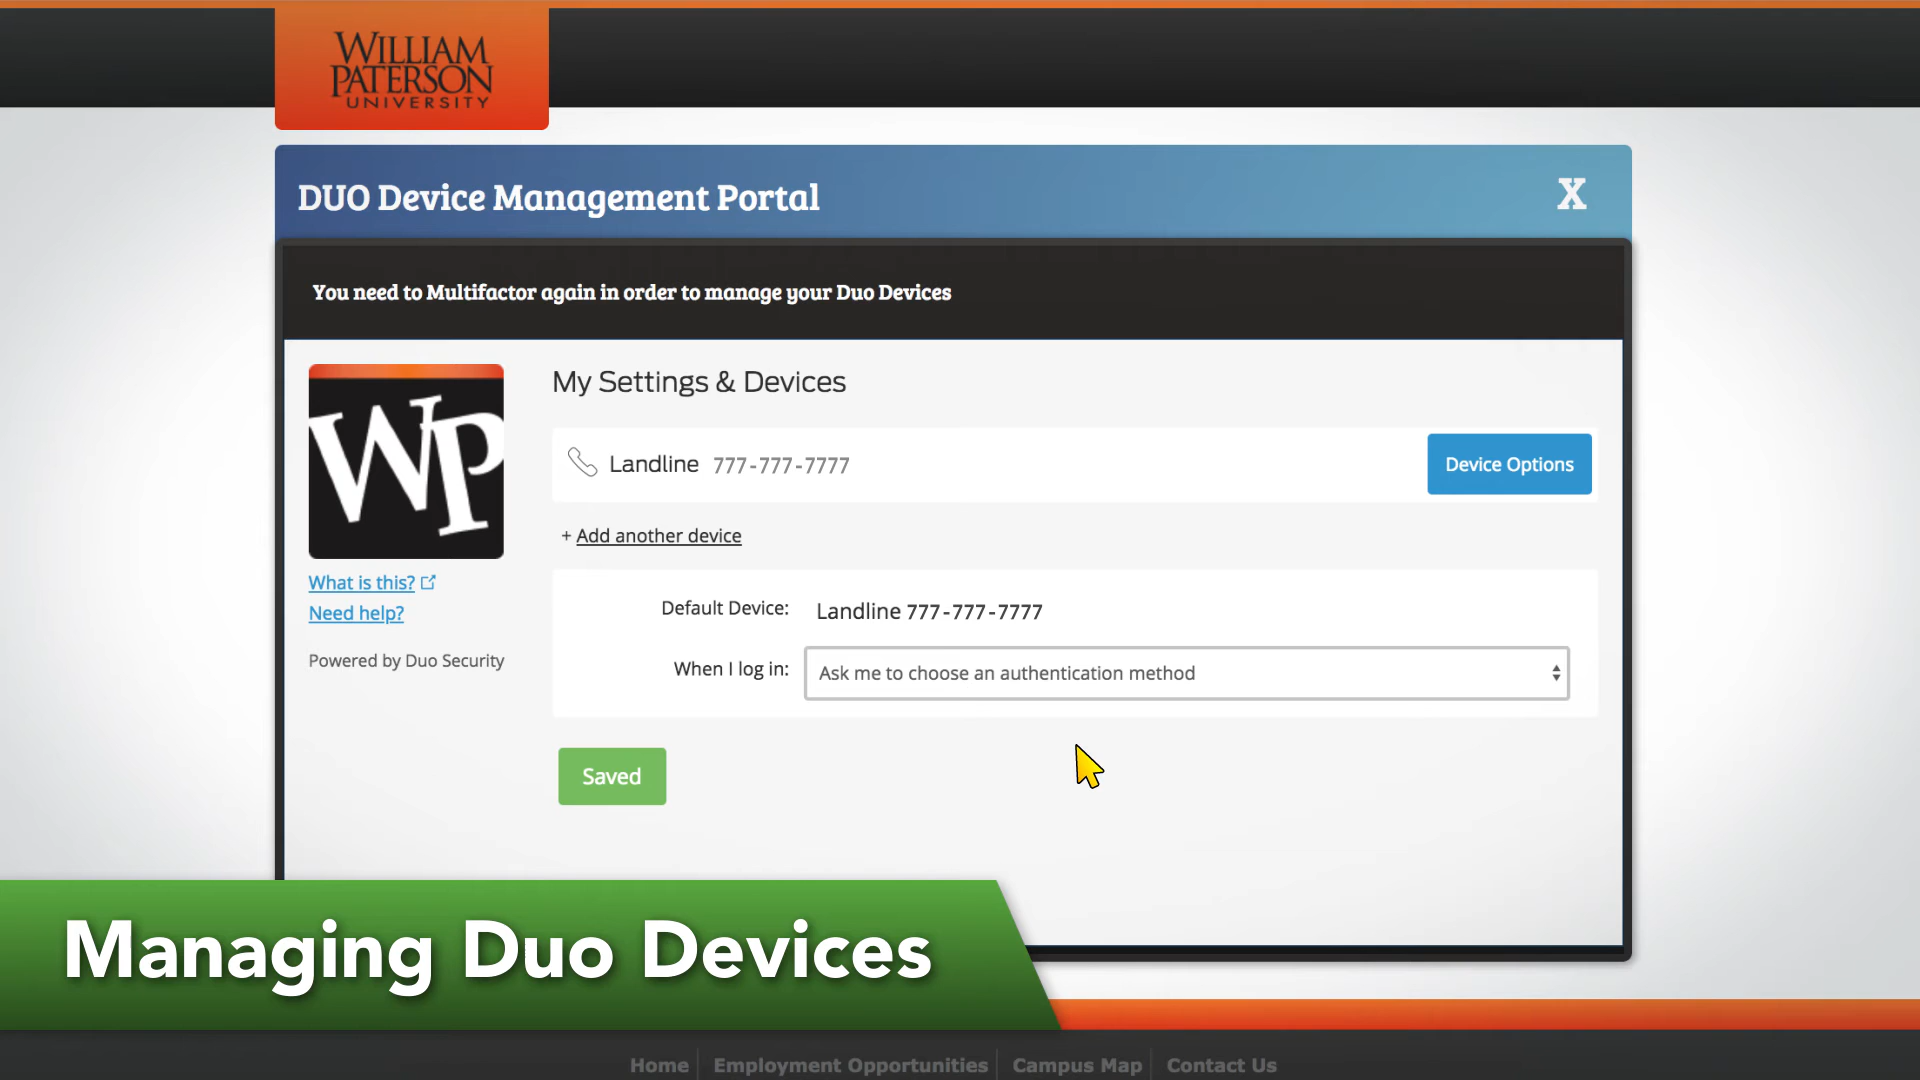 WILLIAM
PATERSON
UNIVERSITY
DUO Device Management Portal
X
You need to Multifactor again in order to manage your Duo Devices
WP
What is this?
Need help?
Powered by Duo Security
My Settings & Devices
Landline 777-777-7777
Device Options
+ Add another device
Default Device: Landline 777-777-7777
When I log in: Ask me to choose an authentication method
Saved
Managing Duo Devices
Home Employment Opportunities Campus Map Contact Us